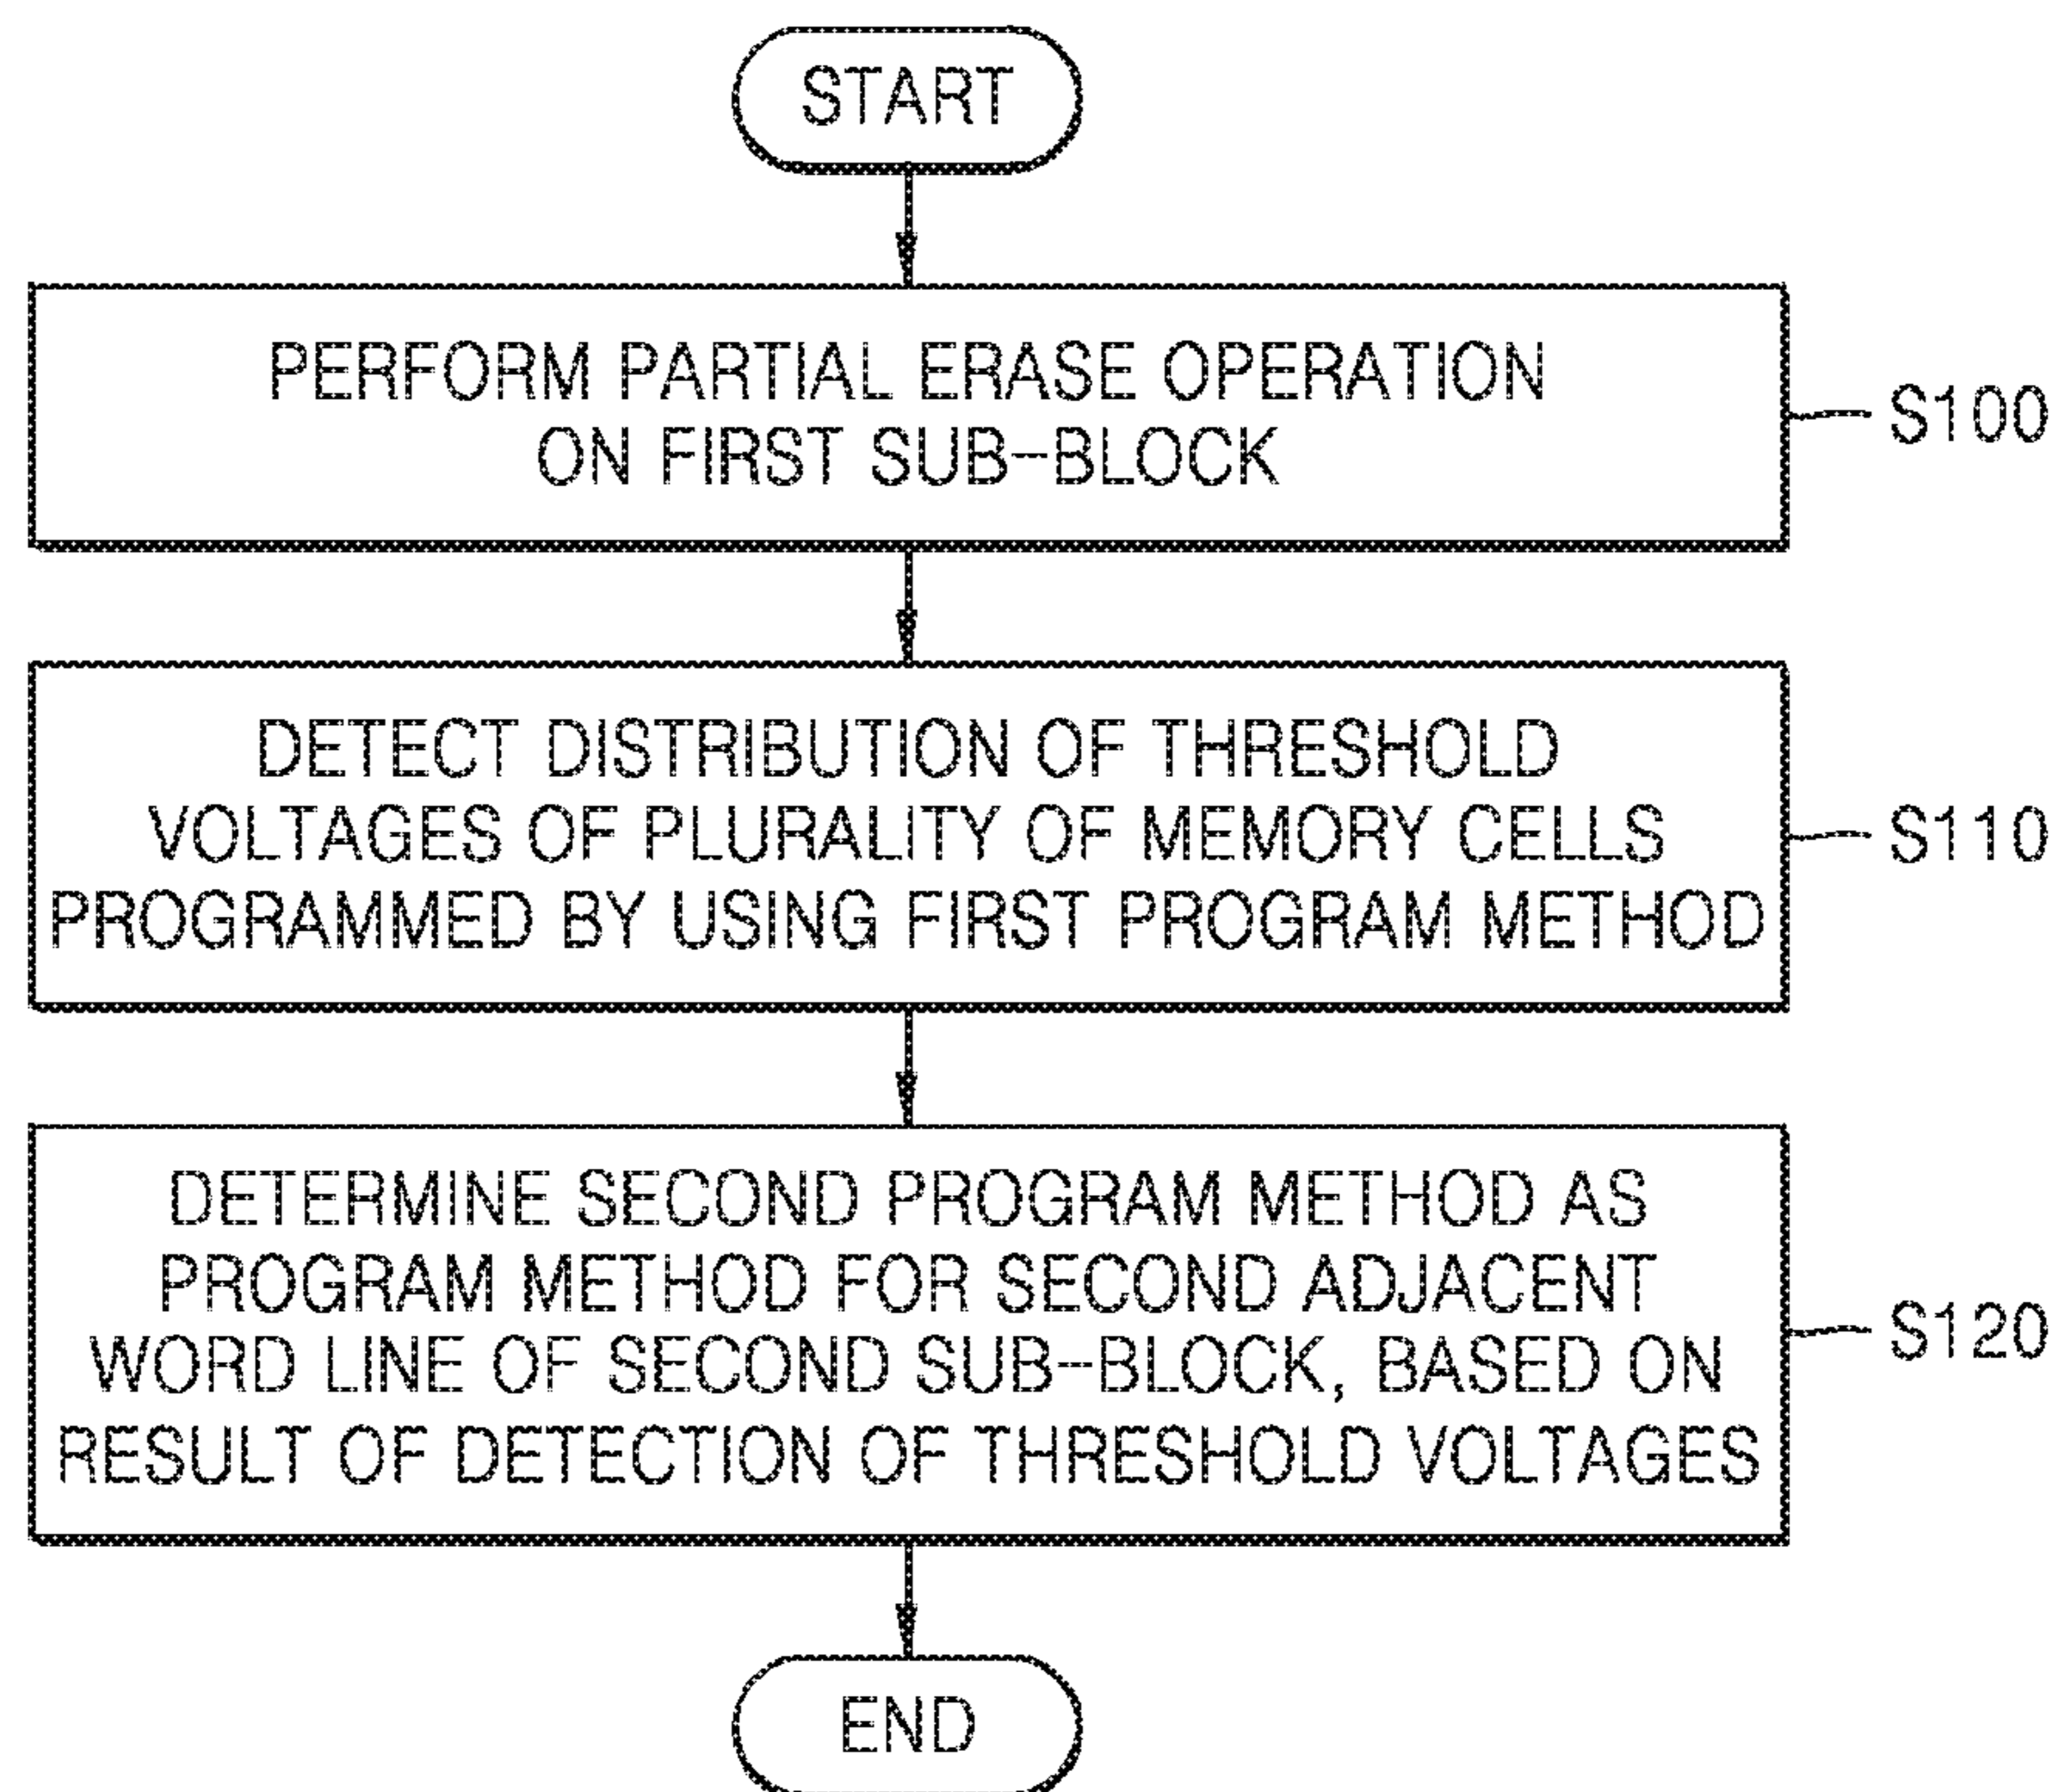 START
PERFORM PARTIAL ERASE OPERATION
ON FIRST SUB-BLOCK
S100
DETECT DISTRIBUTION OF THRESHOLD
VOLTAGES OF PLURALITY OF MEMORY CELLS
PROGRAMMED BY USING FIRST PROGRAM METHOD
S110
DETERMINE SECOND PROGRAM METHOD AS
PROGRAM METHOD FOR SECOND ADJACENT
WORD LINE OF SECOND SUB-BLOCK, BASED ON
RESULT OF DETECTION OF THRESHOLD VOLTAGES
S120
END